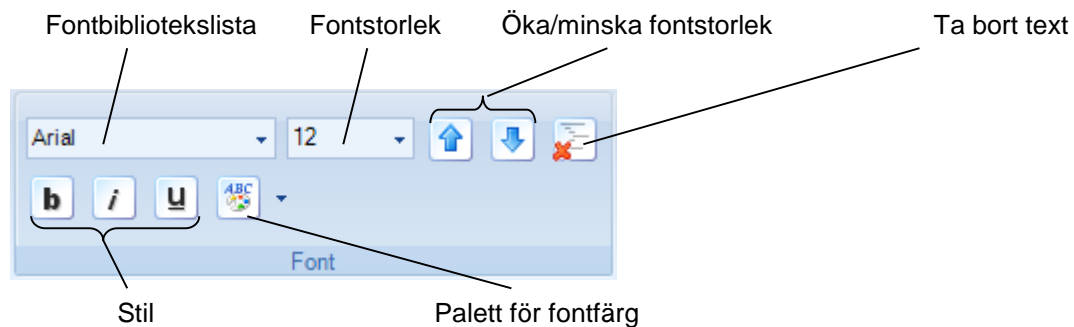 Fontbibliotekslista Fontstorlek Öka/minska fontstorlek Ta bort text
Arial 12
b i u ABC
Font
Stil Palett för fontfärg